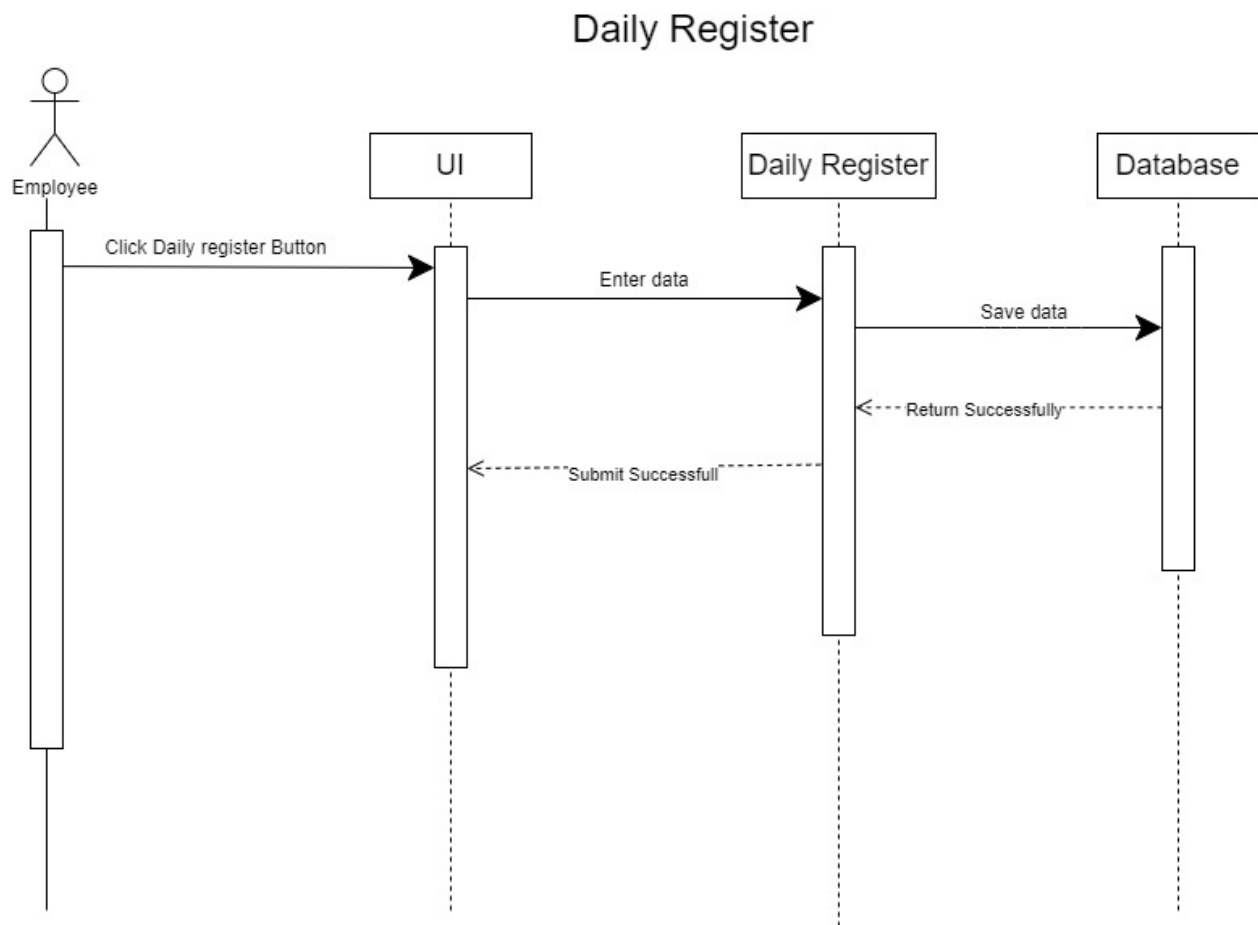 Daily Register
Employee
UI
Daily Register
Database
Click Daily register Button
Enter data
Save data
Return Successfully
Submit Successfull